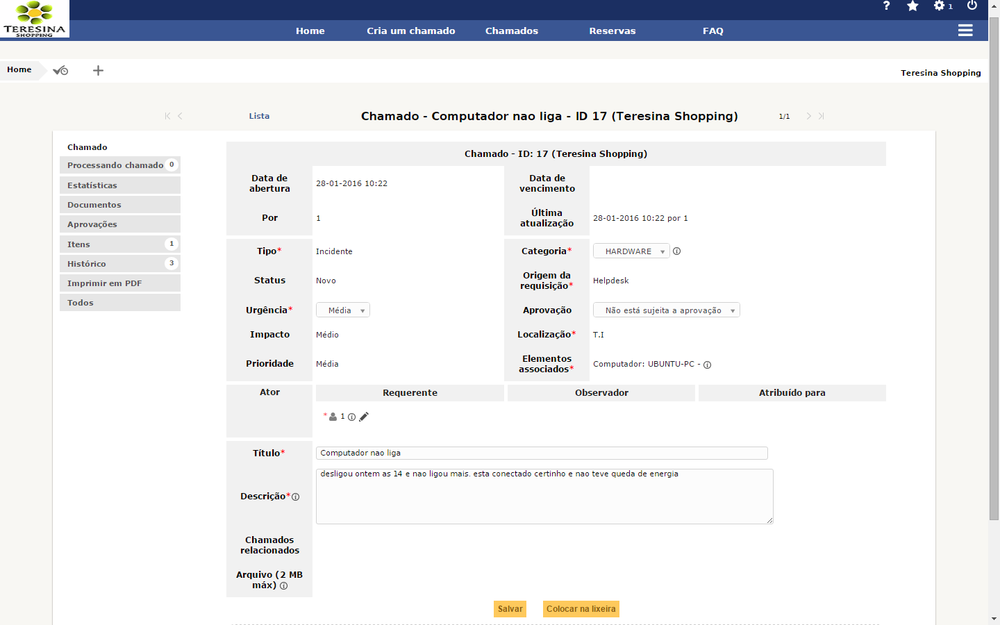 TERESINA
SHOPPING
? 1
Home Cria um chamado Chamados Reservas FAQ
Home
Teresina Shopping
Lista Chamado - Computador nao liga - ID 17 (Teresina Shopping) 1/1
Chamado
Processando chamado 0
Estatísticas
Documentos
Aprovações
Itens 1
Histórico 3
Imprimir em PDF
Todos
Chamado - ID: 17 (Teresina Shopping)
Data de abertura 28-01-2016 10:22 Data de vencimento
Por 1 Última atualização 28-01-2016 10:22 por 1
Tipo* Incidente Categoria* HARDWARE
Status Novo Origem da requisição* Helpdesk
Urgência* Média Aprovação Não está sujeita a aprovação
Impacto Médio Localização* T.I
Prioridade Média Elementos associados* Computador: UBUNTU-PC -
Ator Requerente Observador Atribuído para
* 1
Título* Computador nao liga
Descrição* desligou ontem as 14 e nao ligou mais. esta conectado certinho e nao teve queda de energia
Chamados relacionados
Arquivo (2 MB máx)
Salvar Colocar na lixeira